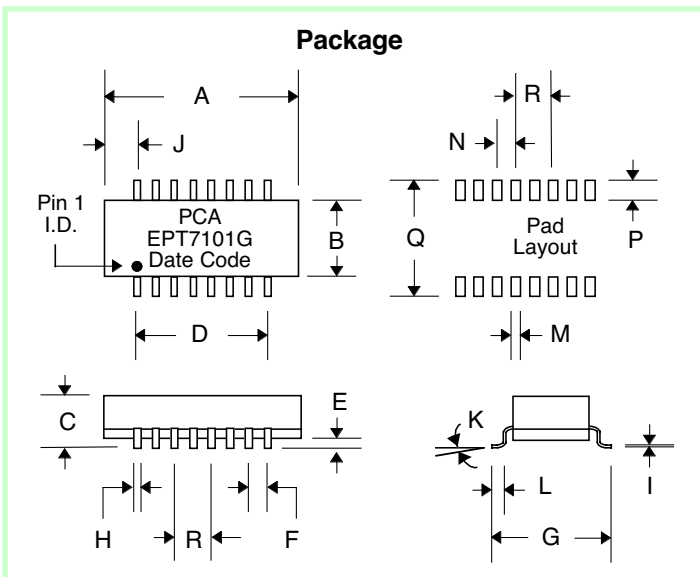 Package
A
R
J
N
Pin 1
I.D.
PCA
EPT7101G
Date Code
B
Q
Pad
Layout
P
D
M
C
E
K
I
H
R
F
L
G